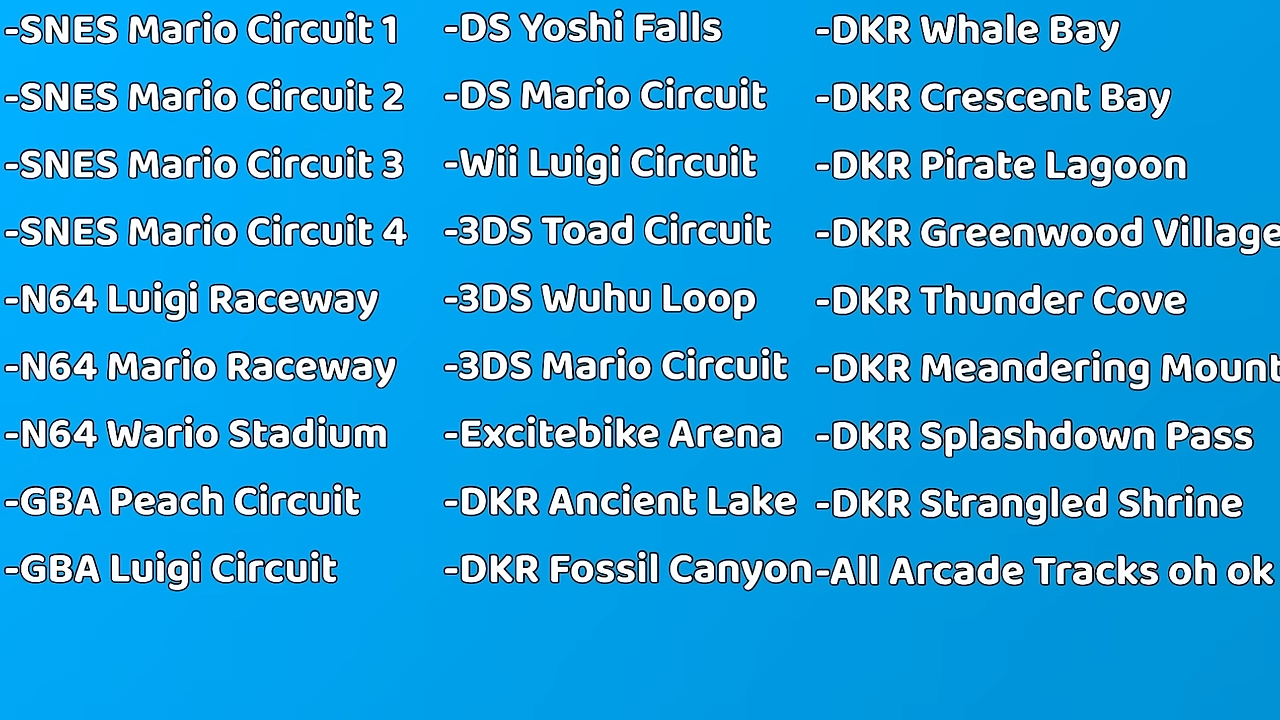 -SNES Mario Circuit 1
-SNES Mario Circuit 2
-SNES Mario Circuit 3
-SNES Mario Circuit 4
-N64 Luigi Raceway
-N64 Mario Raceway
-N64 Wario Stadium
-GBA Peach Circuit
-GBA Luigi Circuit
-DS Yoshi Falls
-DS Mario Circuit
-Wii Luigi Circuit
-3DS Toad Circuit
-3DS Wuhu Loop
-3DS Mario Circuit
-Excitebike Arena
-DKR Ancient Lake
-DKR Fossil Canyon
-DKR Whale Bay
-DKR Crescent Bay
-DKR Pirate Lagoon
-DKR Greenwood Village
-DKR Thunder Cove
-DKR Meandering Mount
-DKR Splashdown Pass
-DKR Strangled Shrine
-All Arcade Tracks oh ok